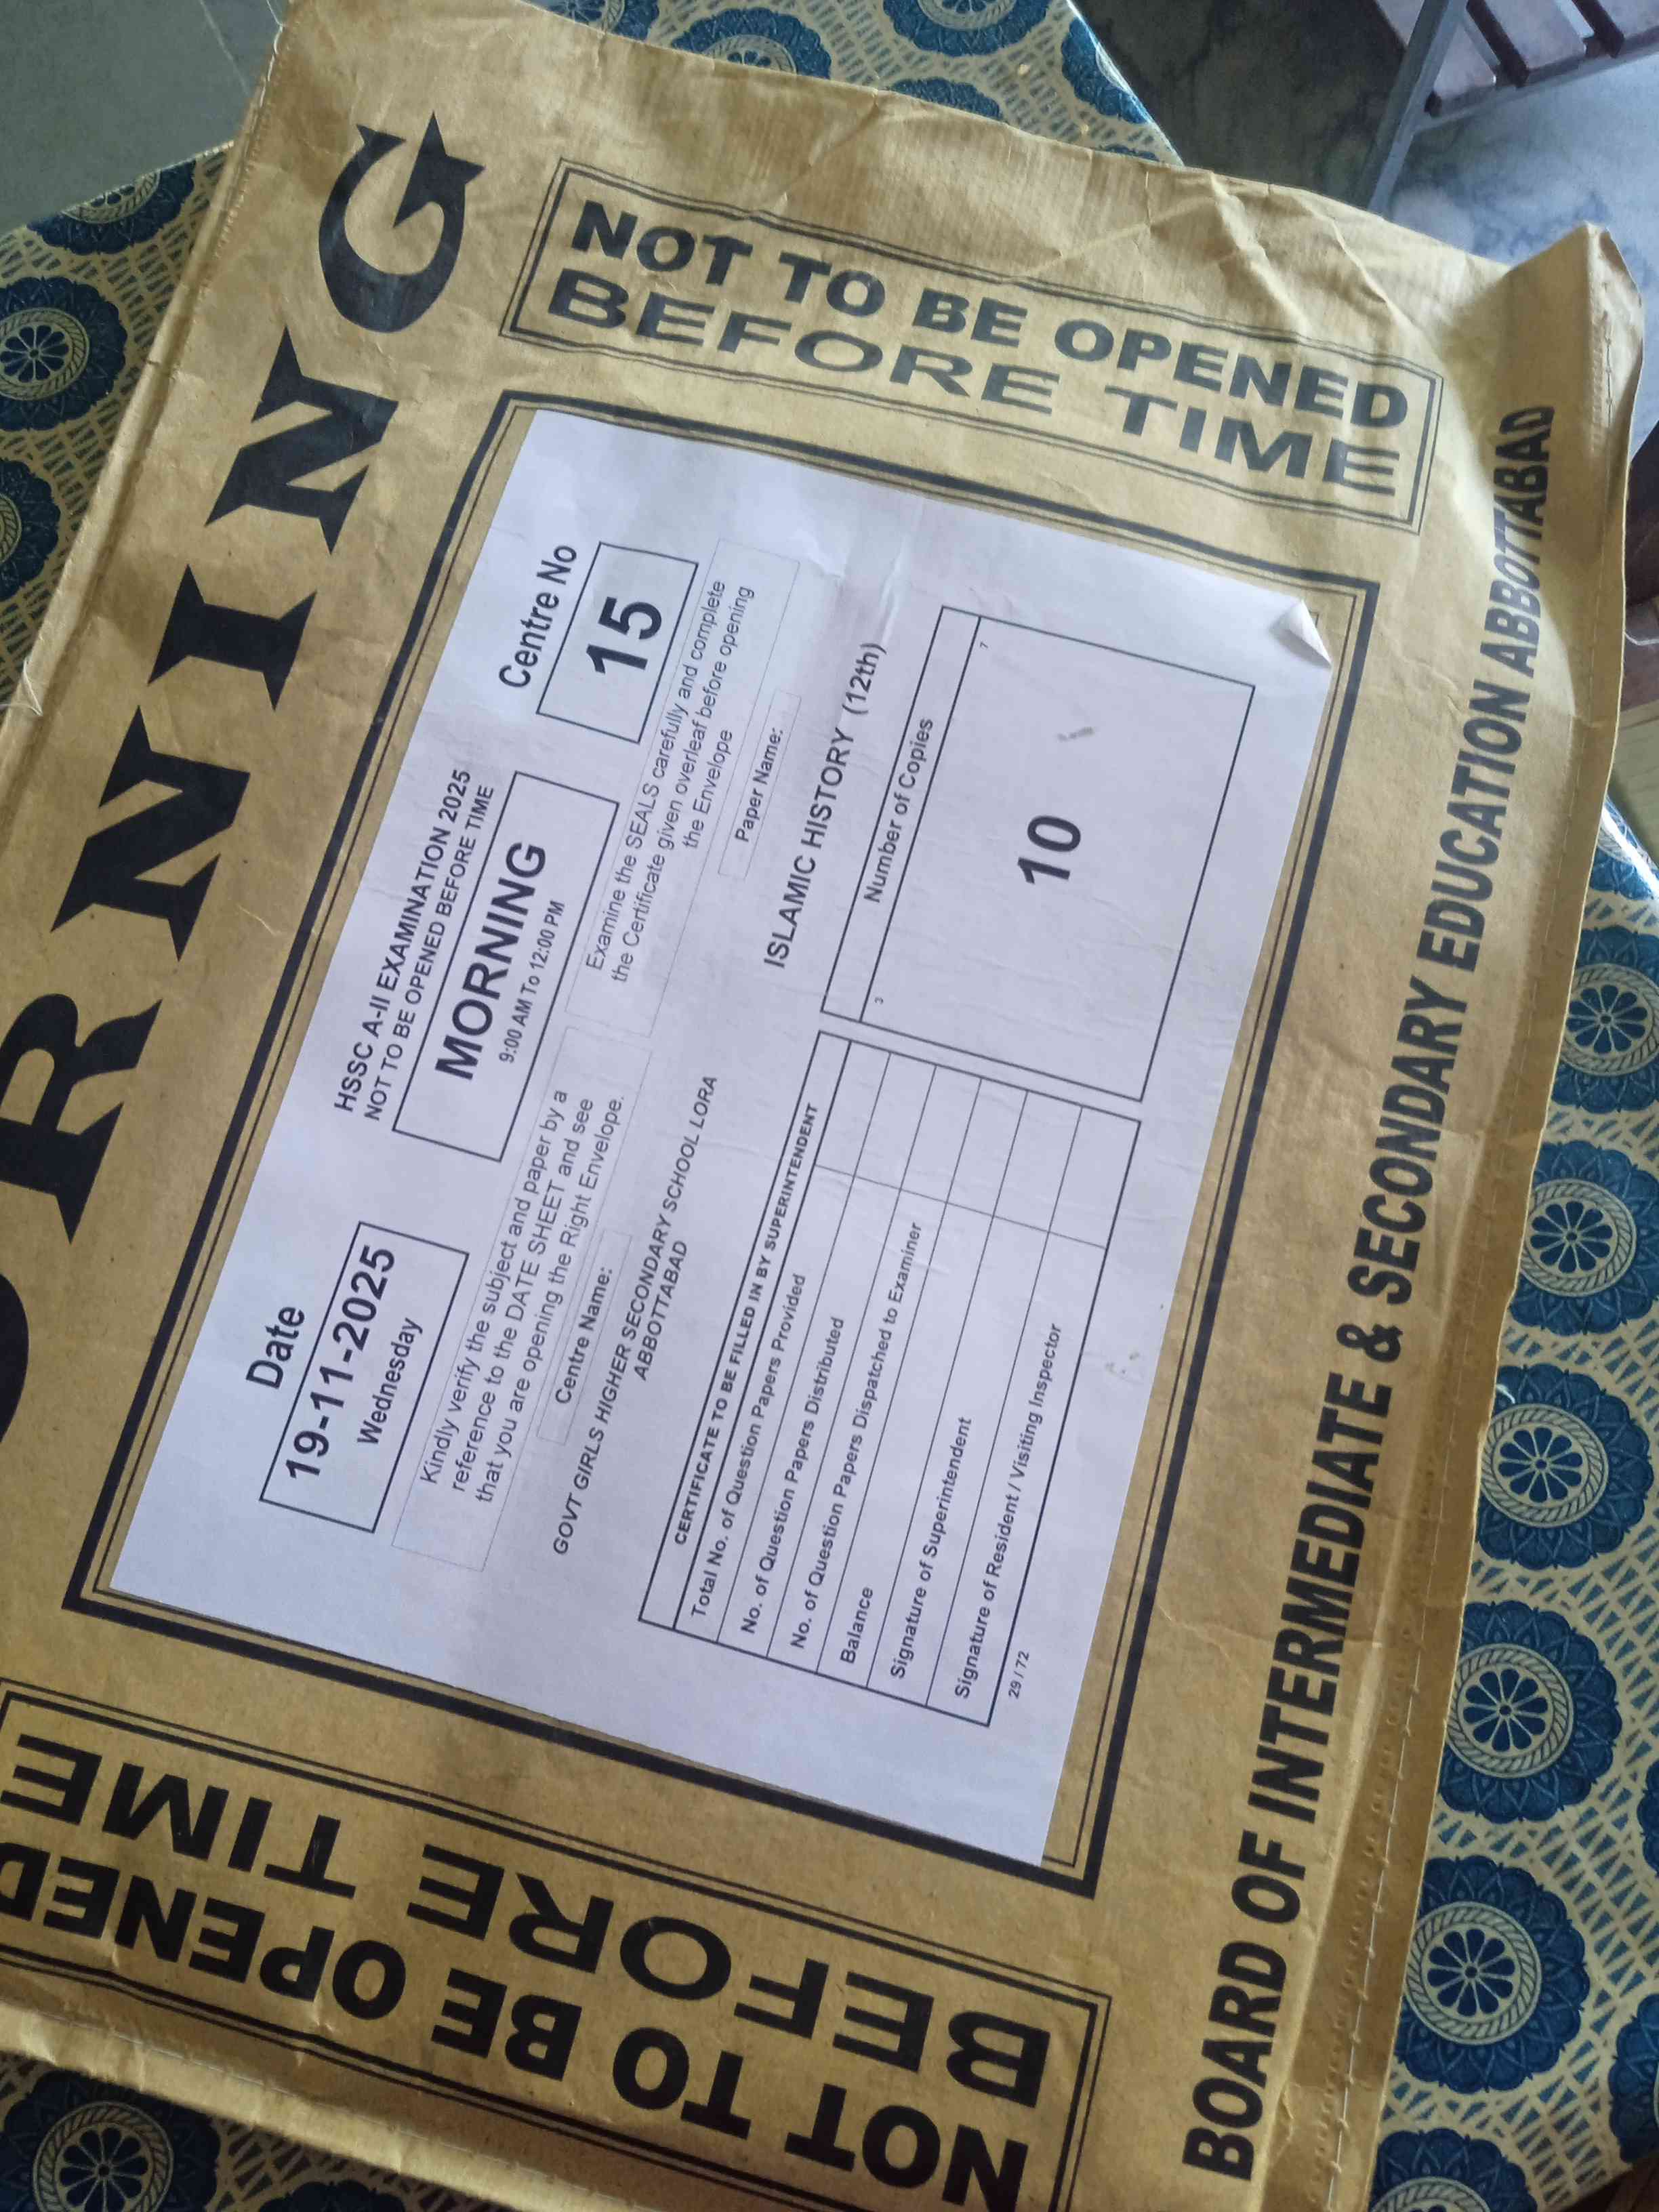 MORNING
NOT TO BE OPENED
BEFORE TIME
NOT TO BE OPENED
BEFORE TIME
HSSC A-II EXAMINATION 2025
NOT TO BE OPENED BEFORE TIME
Date
19-11-2025
Wednesday
MORNING
9:00 AM To 12:00 PM
Centre No
15
Kindly verify the subject and paper by a
reference to the DATE SHEET and see
that you are opening the Right Envelope.
Examine the SEALS carefully and complete
the Certificate given overleaf before opening
the Envelope
Centre Name:
GOVT GIRLS HIGHER SECONDARY SCHOOL LORA
ABBOTTABAD
Paper Name:
ISLAMIC HISTORY (12th)
CERTIFICATE TO BE FILLED IN BY SUPERINTENDENT
Total No. of Question Papers Provided
No. of Question Papers Distributed
No. of Question Papers Dispatched to Examiner
Balance
Signature of Superintendent
Signature of Resident / Visiting Inspector
29 / 72
Number of Copies
3
7
10
BOARD OF INTERMEDIATE & SECONDARY EDUCATION ABBOTTABAD